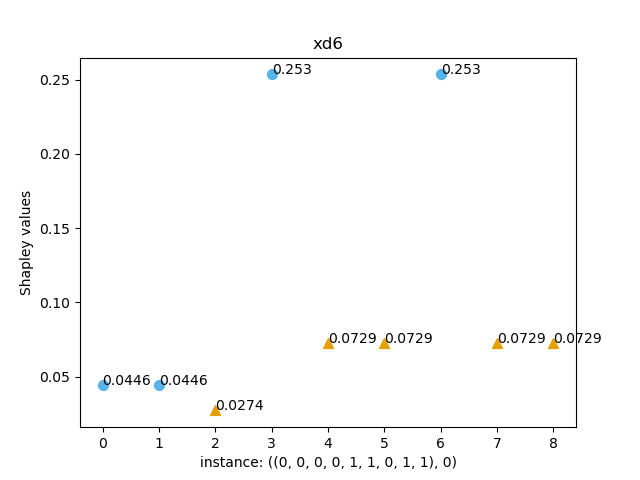 xd6
0.253 0.253
0.25
0.20
0.15
0.10
0.05
Shapley values
0.0729 0.0729 0.0729 0.0729
0.0446 0.0446
0.0274
0 1 2 3 4 5 6 7 8
instance: ((0, 0, 0, 0, 1, 1, 0, 1, 1), 0)